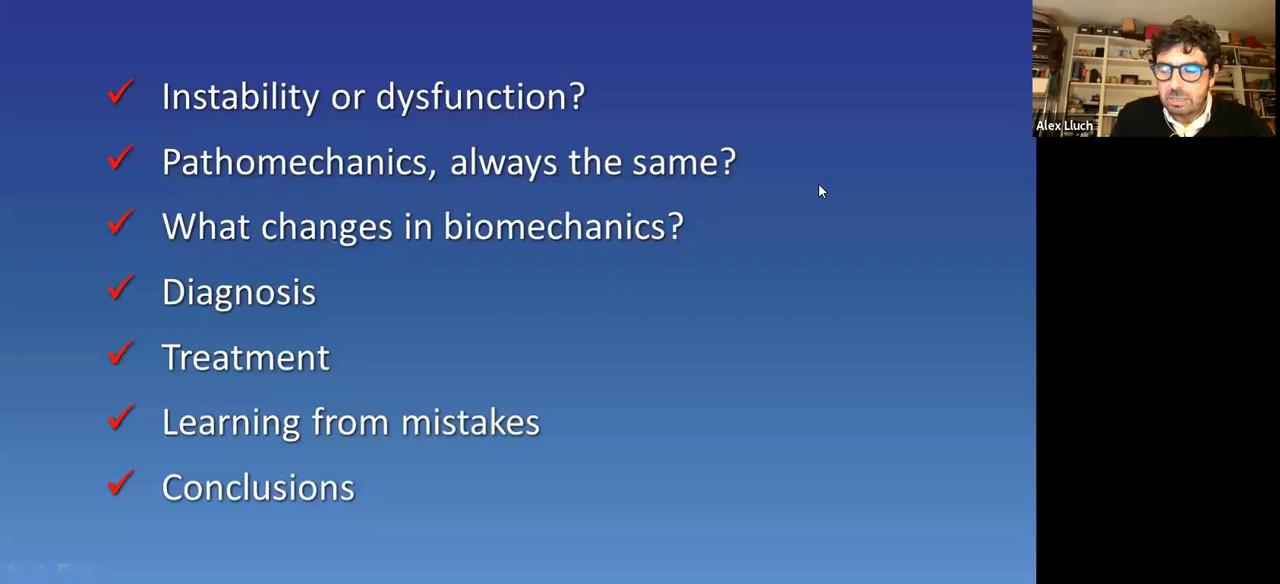 Instability or dysfunction?
Pathomechanics, always the same?
What changes in biomechanics?
Diagnosis
Treatment
Learning from mistakes
Conclusions
Alex Lluch